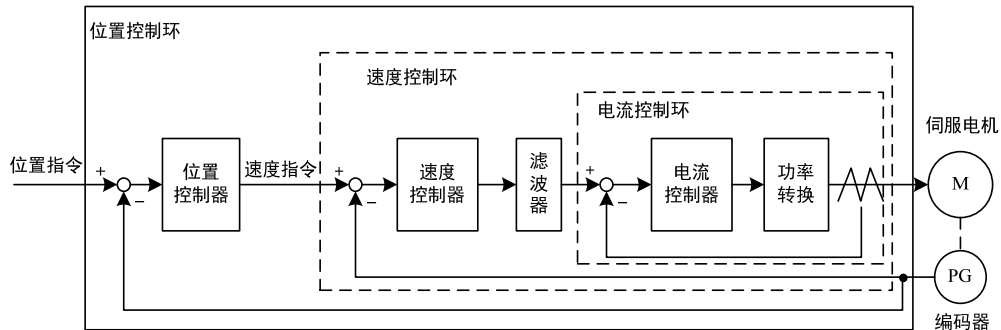 位置控制环
速度控制环
电流控制环
伺服电机
位置指令
+
−
位置
控制器
速度指令
+
−
速度
控制器
滤
波
器
+
−
电流
控制器
功率
转换
M
PG
编码器